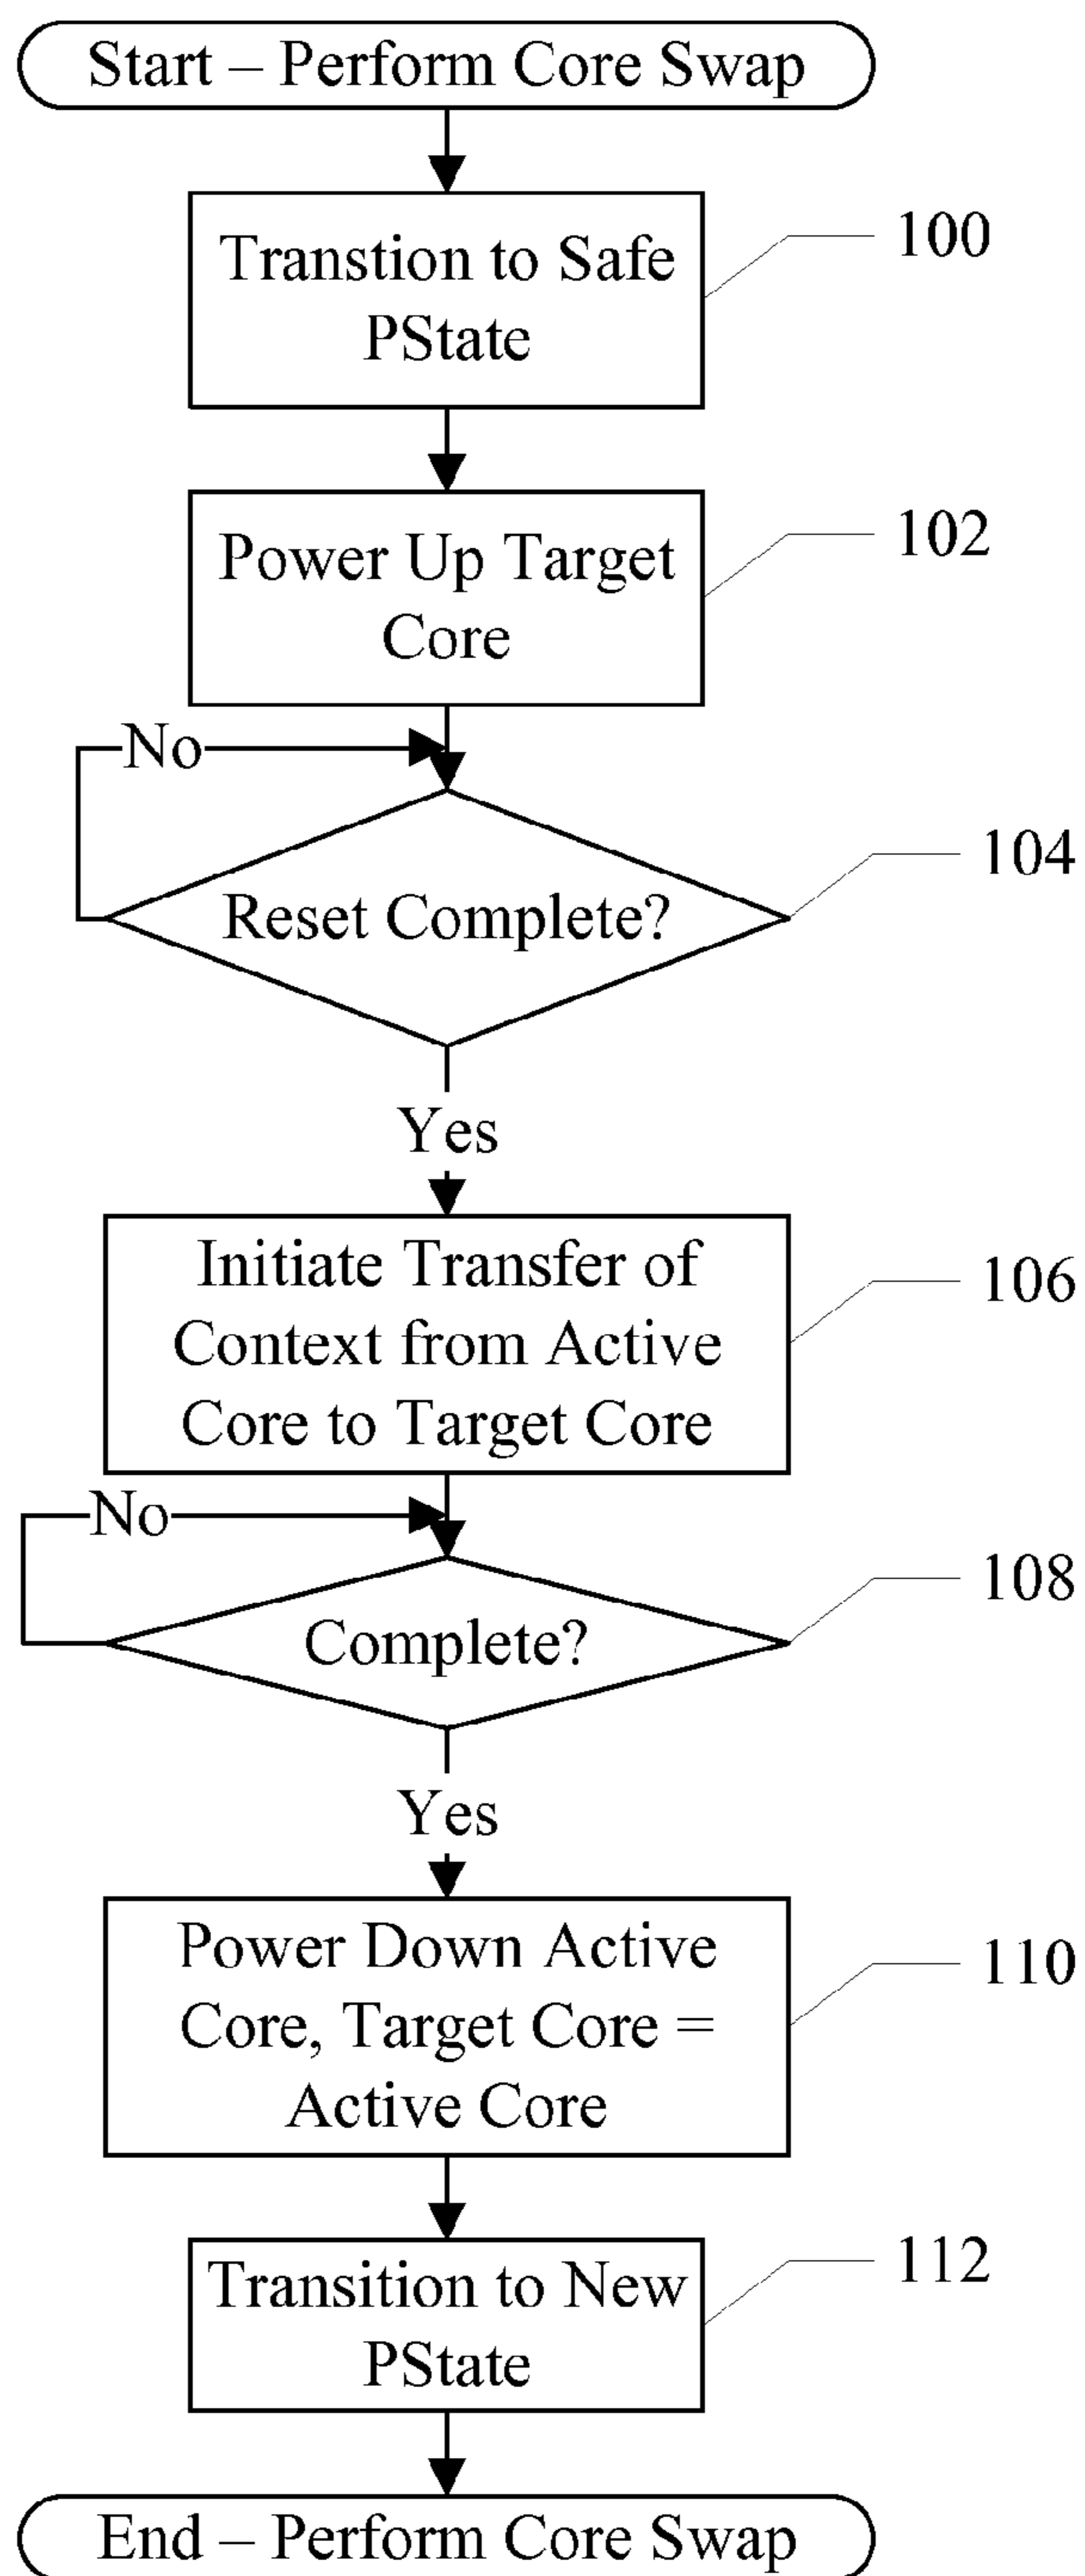 Start – Perform Core Swap
Transtion to Safe
PState
100
Power Up Target
Core
102
No
Reset Complete?
104
Yes
Initiate Transfer of
Context from Active
Core to Target Core
106
No
Complete?
108
Yes
Power Down Active
Core, Target Core =
Active Core
110
Transition to New
PState
112
End – Perform Core Swap